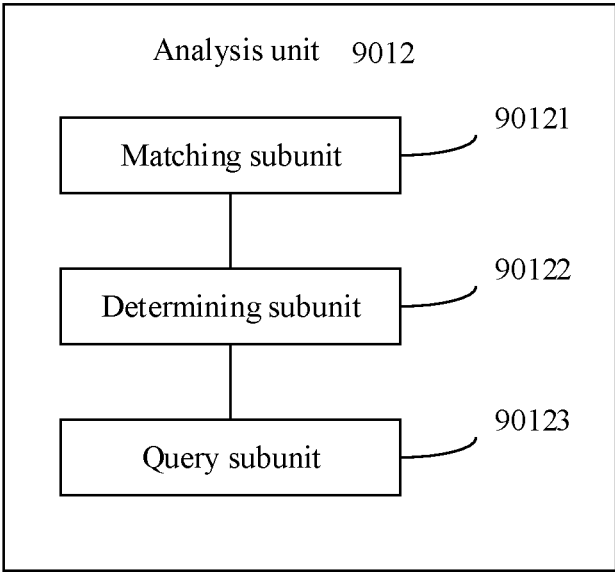 Analysis unit 9012
90121
Matching subunit
90122
Determining subunit
90123
Query subunit